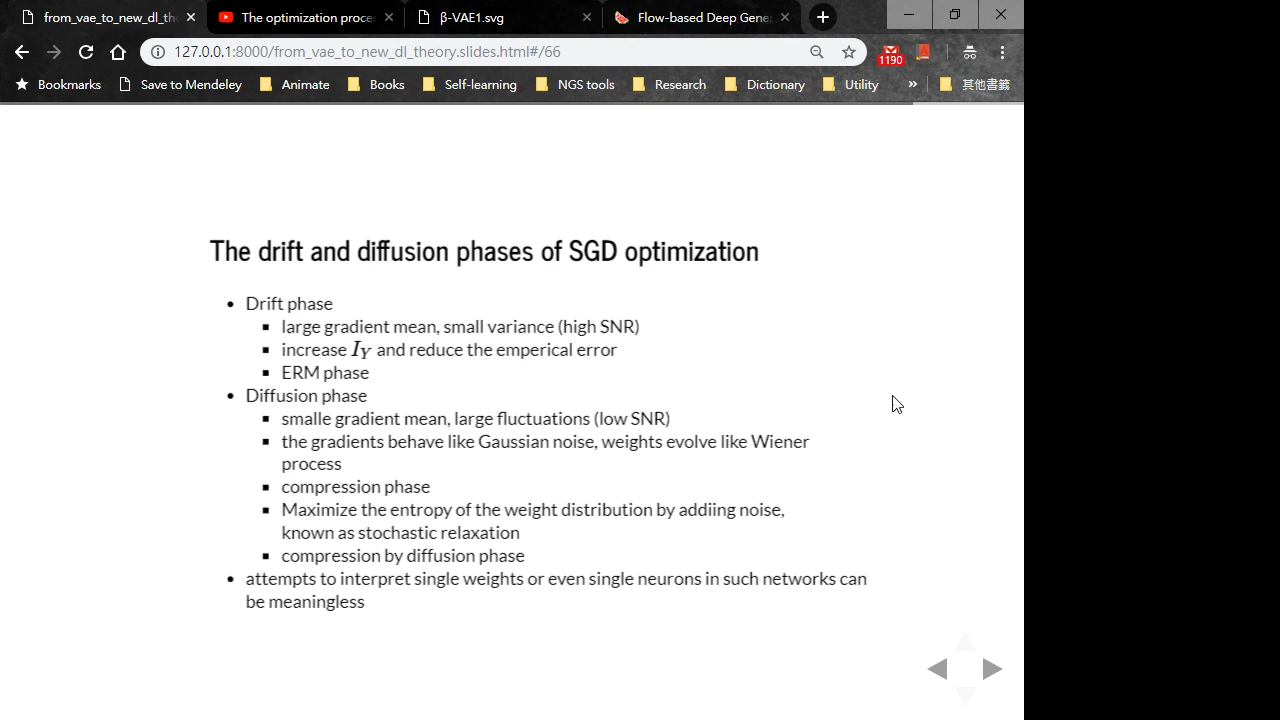 from_vae_to_new_dl_th
The optimization proce
β-VAE1.svg
Flow-based Deep Gene
127.0.0.1:8000/from_vae_to_new_dl_theory.slides.html#/66
1190
Bookmarks
Save to Mendeley
Animate
Books
Self-learning
NGS tools
Research
Dictionary
Utility
»
其他書籤
The drift and diffusion phases of SGD optimization
• Drift phase
▪ large gradient mean, small variance (high SNR)
▪ increase I_Y and reduce the emperical error
▪ ERM phase
• Diffusion phase
▪ smalle gradient mean, large fluctuations (low SNR)
▪ the gradients behave like Gaussian noise, weights evolve like Wiener
process
▪ compression phase
▪ Maximize the entropy of the weight distribution by addiing noise,
known as stochastic relaxation
▪ compression by diffusion phase
• attempts to interpret single weights or even single neurons in such networks can
be meaningless